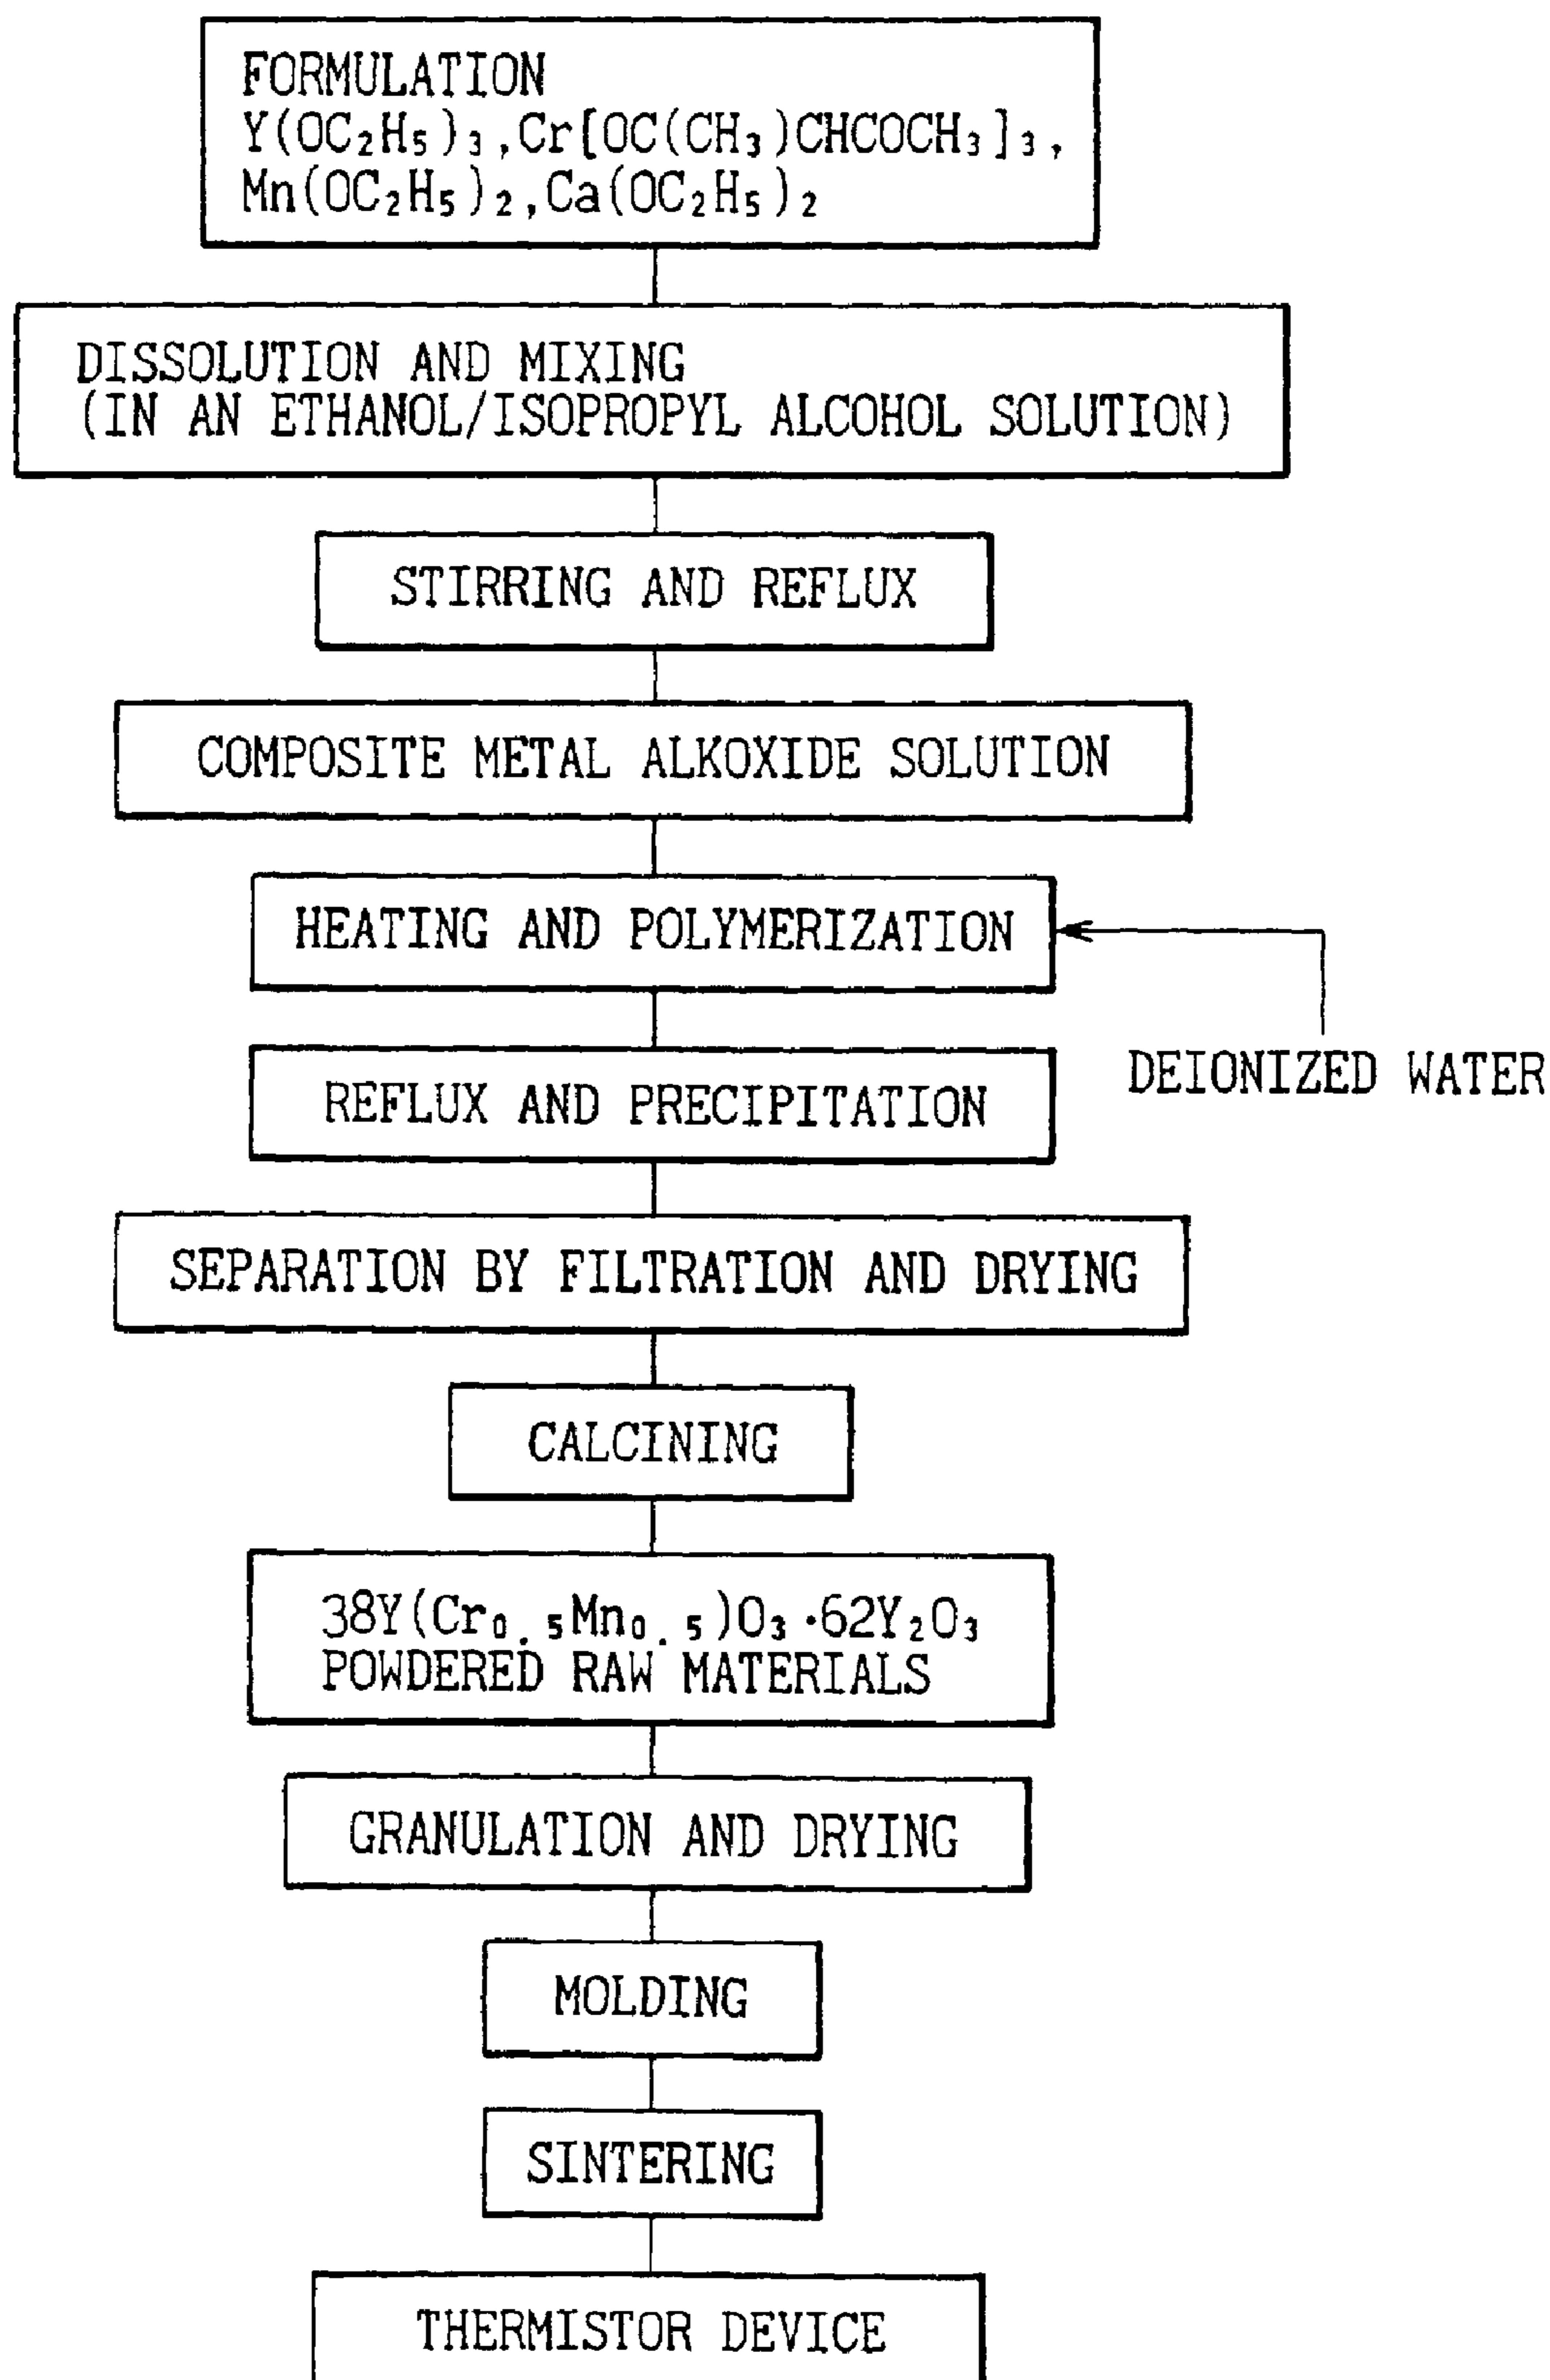 FORMULATION
Y(OC₂H₅)₃,Cr[OC(CH₃)CHCOCH₃]₃,
Mn(OC₂H₅)₂,Ca(OC₂H₅)₂
DISSOLUTION AND MIXING
(IN AN ETHANOL/ISOPROPYL ALCOHOL SOLUTION)
STIRRING AND REFLUX
COMPOSITE METAL ALKOXIDE SOLUTION
HEATING AND POLYMERIZATION
DEIONIZED WATER
REFLUX AND PRECIPITATION
SEPARATION BY FILTRATION AND DRYING
CALCINING
38Y(Cr₀.₅Mn₀.₅)O₃·62Y₂O₃
POWDERED RAW MATERIALS
GRANULATION AND DRYING
MOLDING
SINTERING
THERMISTOR DEVICE